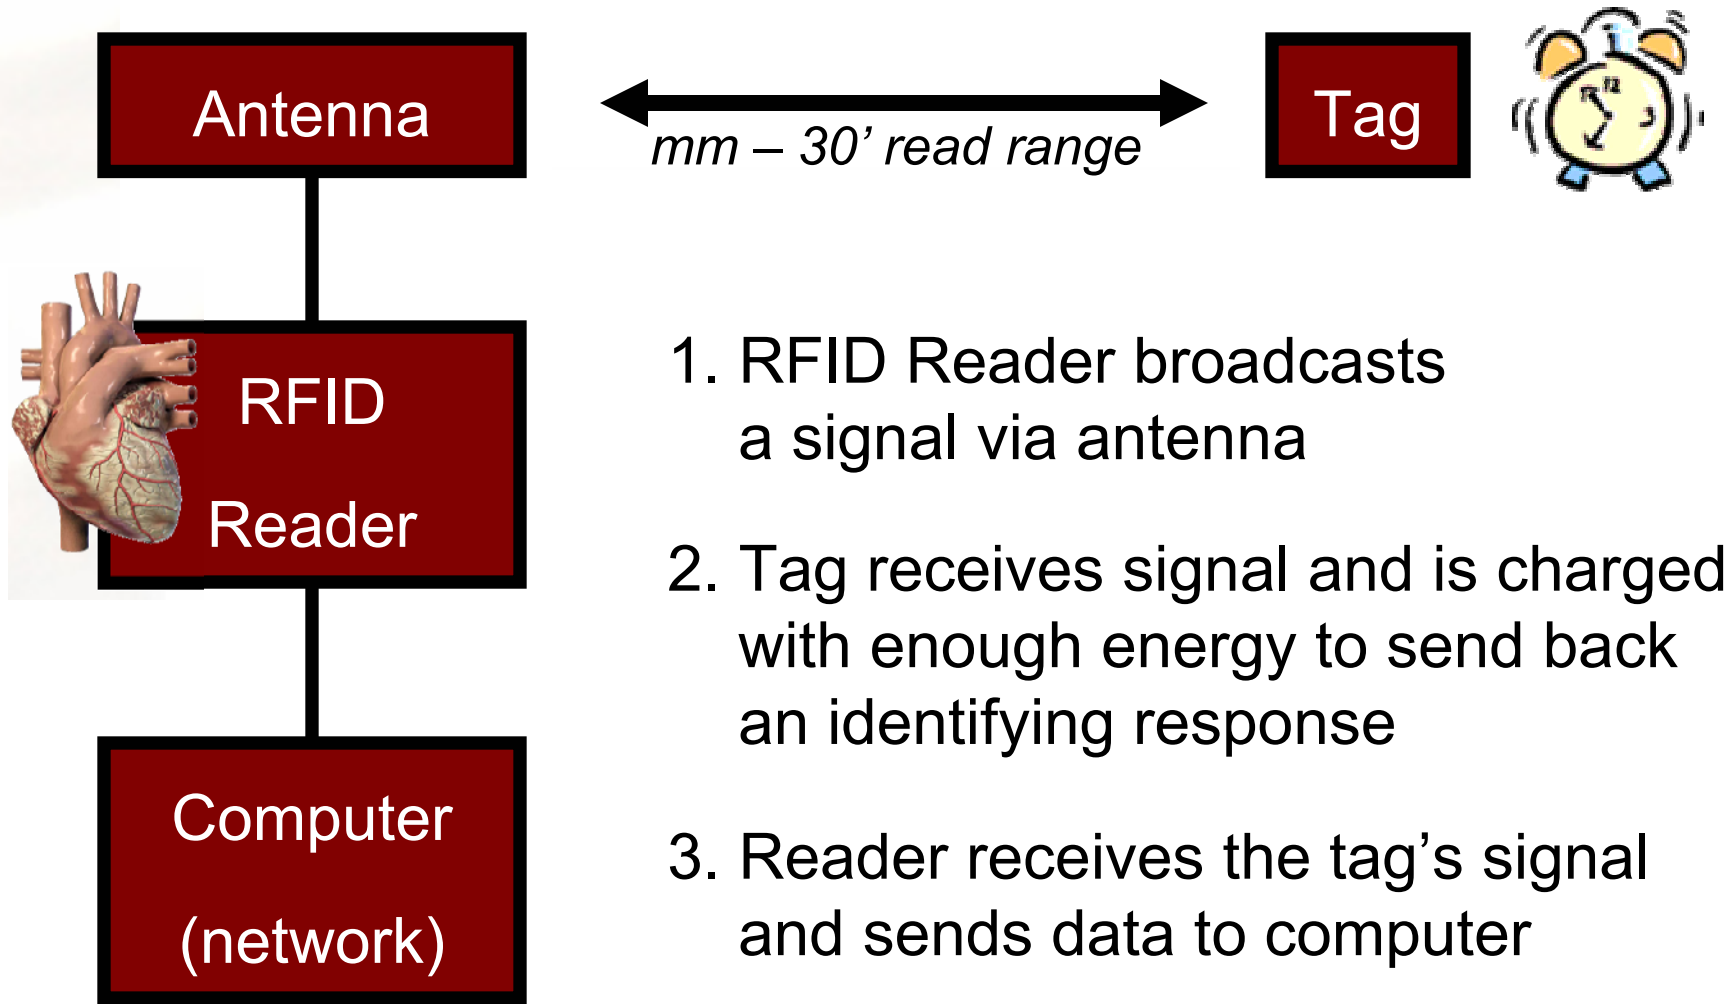 Antenna
mm – 30’ read range
Tag
RFID
Reader
Computer
(network)
1. RFID Reader broadcasts
a signal via antenna
2. Tag receives signal and is charged
with enough energy to send back
an identifying response
3. Reader receives the tag’s signal
and sends data to computer